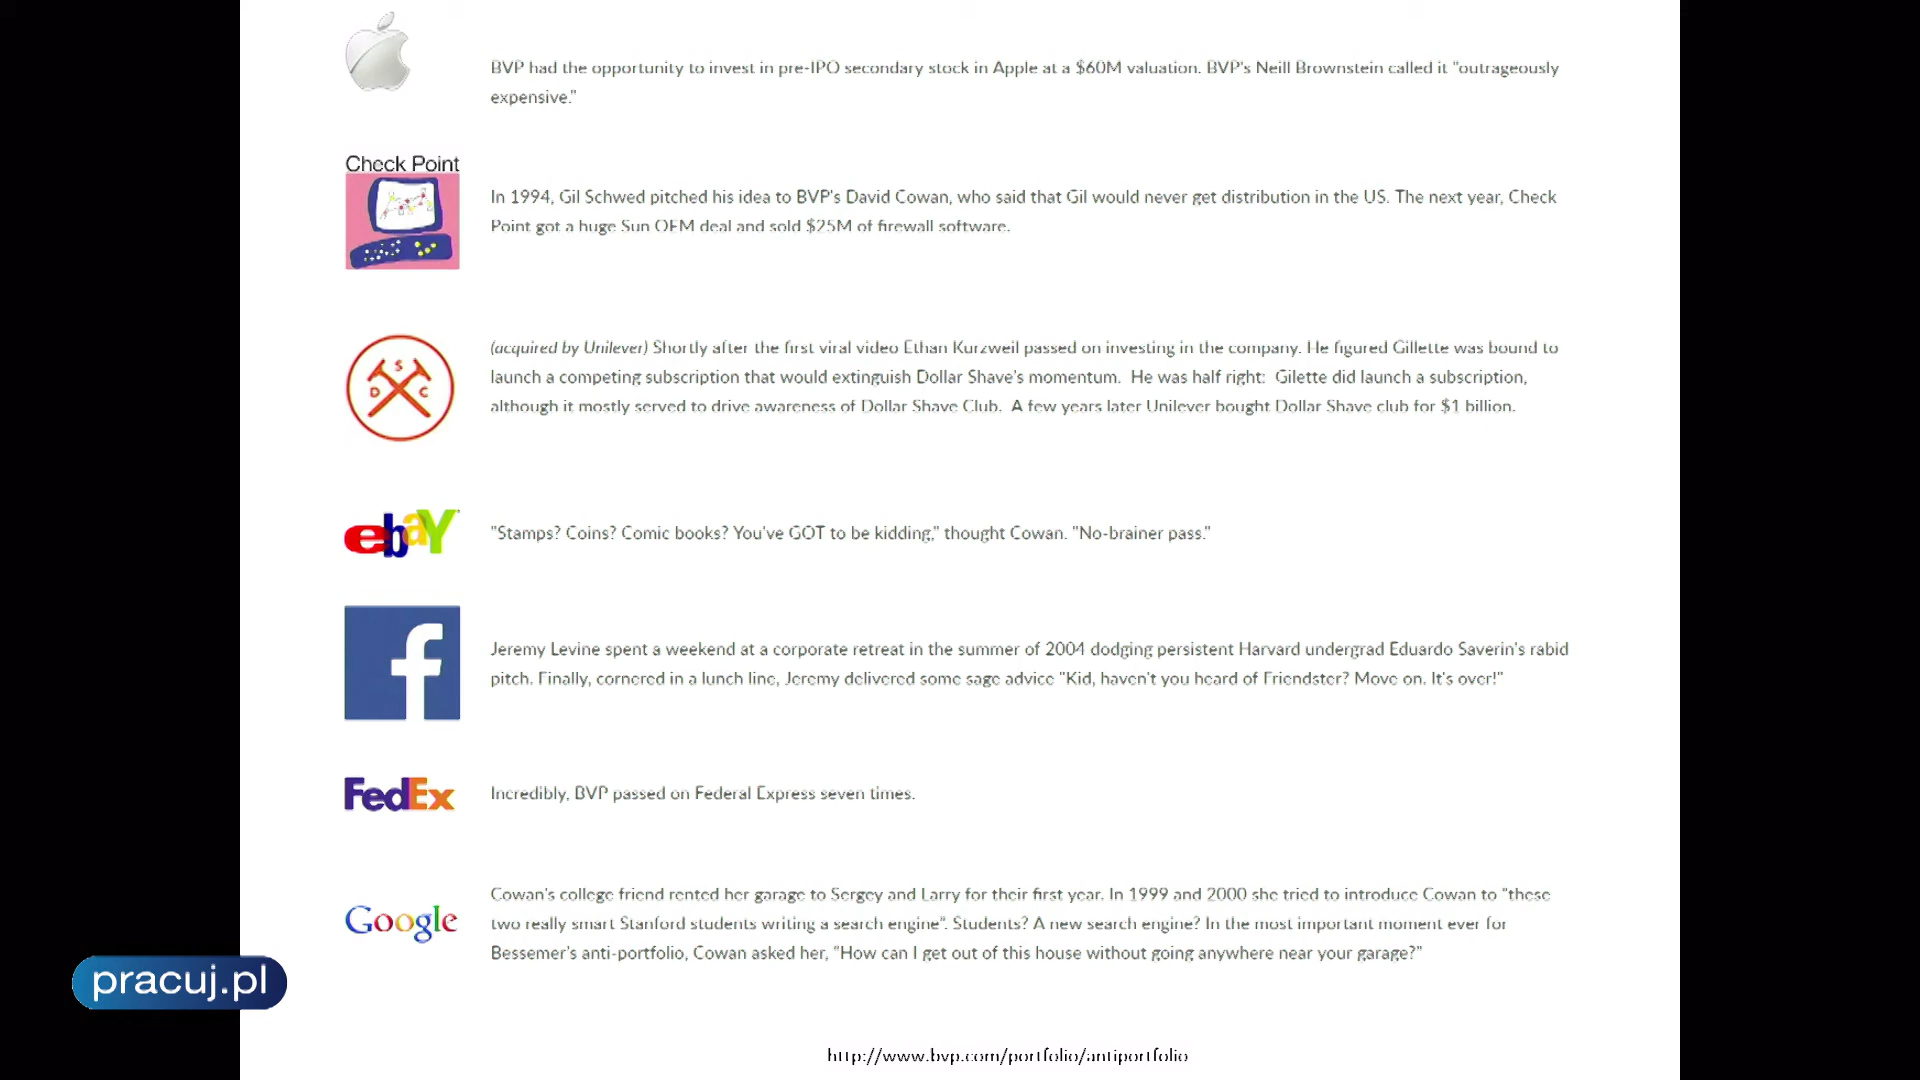 BVP had the opportunity to invest in pre-IPO secondary stock in Apple at a $60M valuation. BVP's Neill Brownstein called it "outrageously
expensive."
Check Point
In 1994, Gil Schwed pitched his idea to BVP's David Cowan, who said that Gil would never get distribution in the US. The next year, Check
Point got a huge Sun OEM deal and sold $25M of firewall software.
D S C
(acquired by Unilever) Shortly after the first viral video Ethan Kurzweil passed on investing in the company. He figured Gillette was bound to
launch a competing subscription that would extinguish Dollar Shave's momentum. He was half right: Gilette did launch a subscription,
although it mostly served to drive awareness of Dollar Shave Club. A few years later Unilever bought Dollar Shave club for $1 billion.
ebaY
"Stamps? Coins? Comic books? You've GOT to be kidding," thought Cowan. "No-brainer pass."
f
Jeremy Levine spent a weekend at a corporate retreat in the summer of 2004 dodging persistent Harvard undergrad Eduardo Saverin's rabid
pitch. Finally, cornered in a lunch line, Jeremy delivered some sage advice "Kid, haven't you heard of Friendster? Move on. It's over!"
FedEx
Incredibly, BVP passed on Federal Express seven times.
Google
Cowan's college friend rented her garage to Sergey and Larry for their first year. In 1999 and 2000 she tried to introduce Cowan to "these
two really smart Stanford students writing a search engine". Students? A new search engine? In the most important moment ever for
Bessemer's anti-portfolio, Cowan asked her, "How can I get out of this house without going anywhere near your garage?"
pracuj.pl
http://www.bvp.com/portfolio/antiportfolio